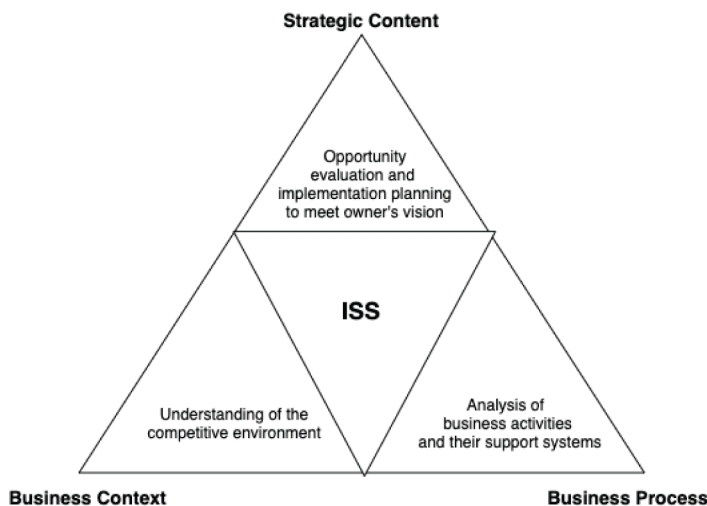 Strategic Content
Opportunity
evaluation and
implementation planning
to meet owner's vision
ISS
Understanding of the
competitive environment
Analysis of
business activities
and their support systems
Business Context
Business Process